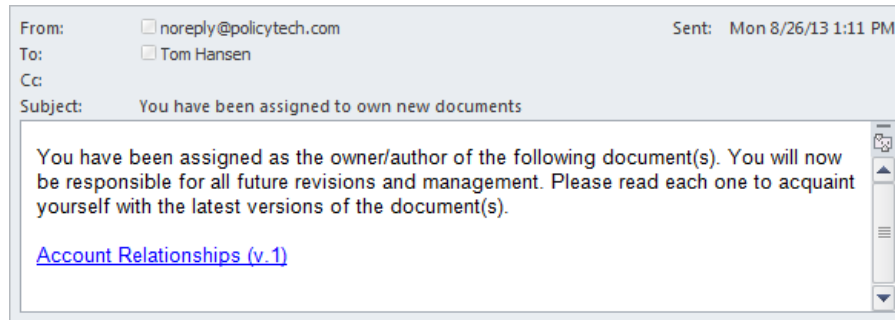 From: noreply@policytech.com Sent: Mon 8/26/13 1:11 PM
To: Tom Hansen
Cc:
Subject: You have been assigned to own new documents
You have been assigned as the owner/author of the following document(s). You will now
be responsible for all future revisions and management. Please read each one to acquaint
yourself with the latest versions of the document(s).
Account Relationships (v.1)